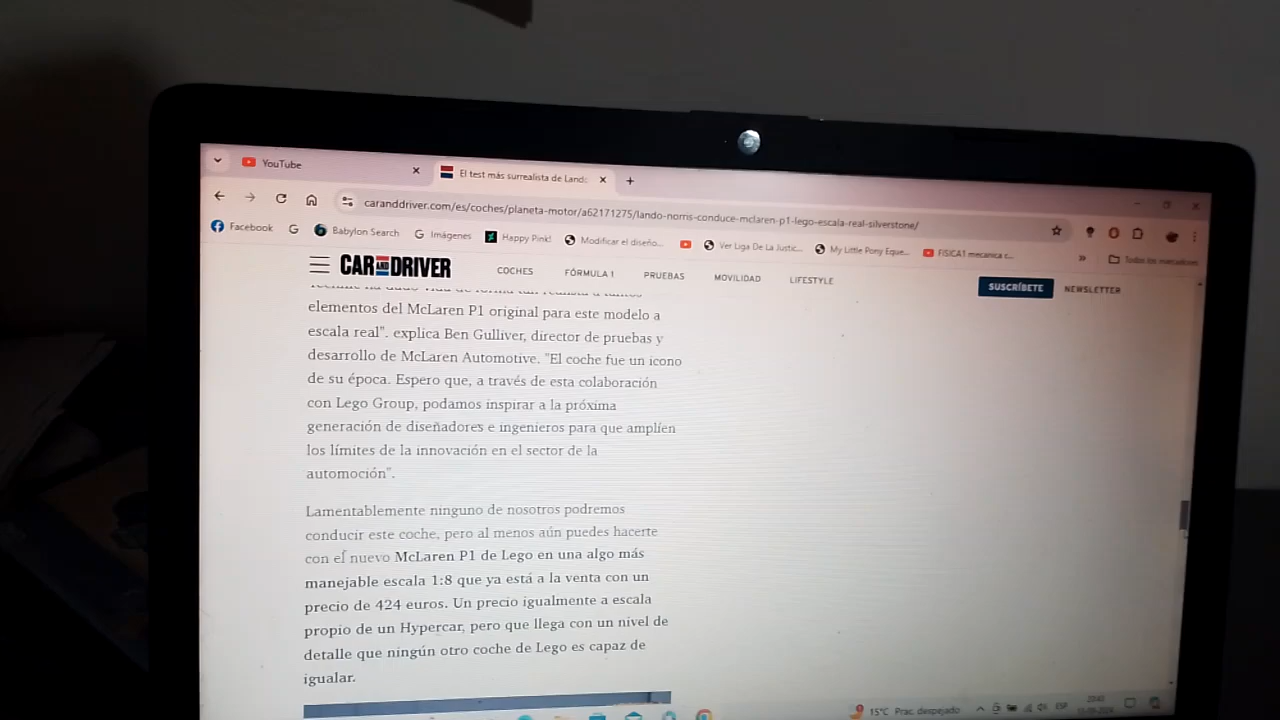 YouTube
El test más surrealista de Lando
caranddriver.com/es/coches/planeta-motor/a62171275/lando-norris-conduce-mclaren-p1-lego-escala-real-silverstone/
Facebook
Babylon Search
Imágenes
Happy Pink!
Modificar el diseño...
Ver Liga De La Justic...
My Little Pony Eque...
FISICA1 mecanica c...
Todos los marcadores
CAR AND DRIVER
COCHES
FÓRMULA 1
PRUEBAS
MOVILIDAD
LIFESTYLE
SUSCRÍBETE
NEWSLETTER
elementos del McLaren P1 original para este modelo a
escala real". explica Ben Gulliver, director de pruebas y
desarrollo de McLaren Automotive. "El coche fue un icono
de su época. Espero que, a través de esta colaboración
con Lego Group, podamos inspirar a la próxima
generación de diseñadores e ingenieros para que amplíen
los límites de la innovación en el sector de la
automoción".
Lamentablemente ninguno de nosotros podremos
conducir este coche, pero al menos aún puedes hacerte
con el nuevo McLaren P1 de Lego en una algo más
manejable escala 1:8 que ya está a la venta con un
precio de 424 euros. Un precio igualmente a escala
propio de un Hypercar, pero que llega con un nivel de
detalle que ningún otro coche de Lego es capaz de
igualar.
15°C Prac. despejado
ESP